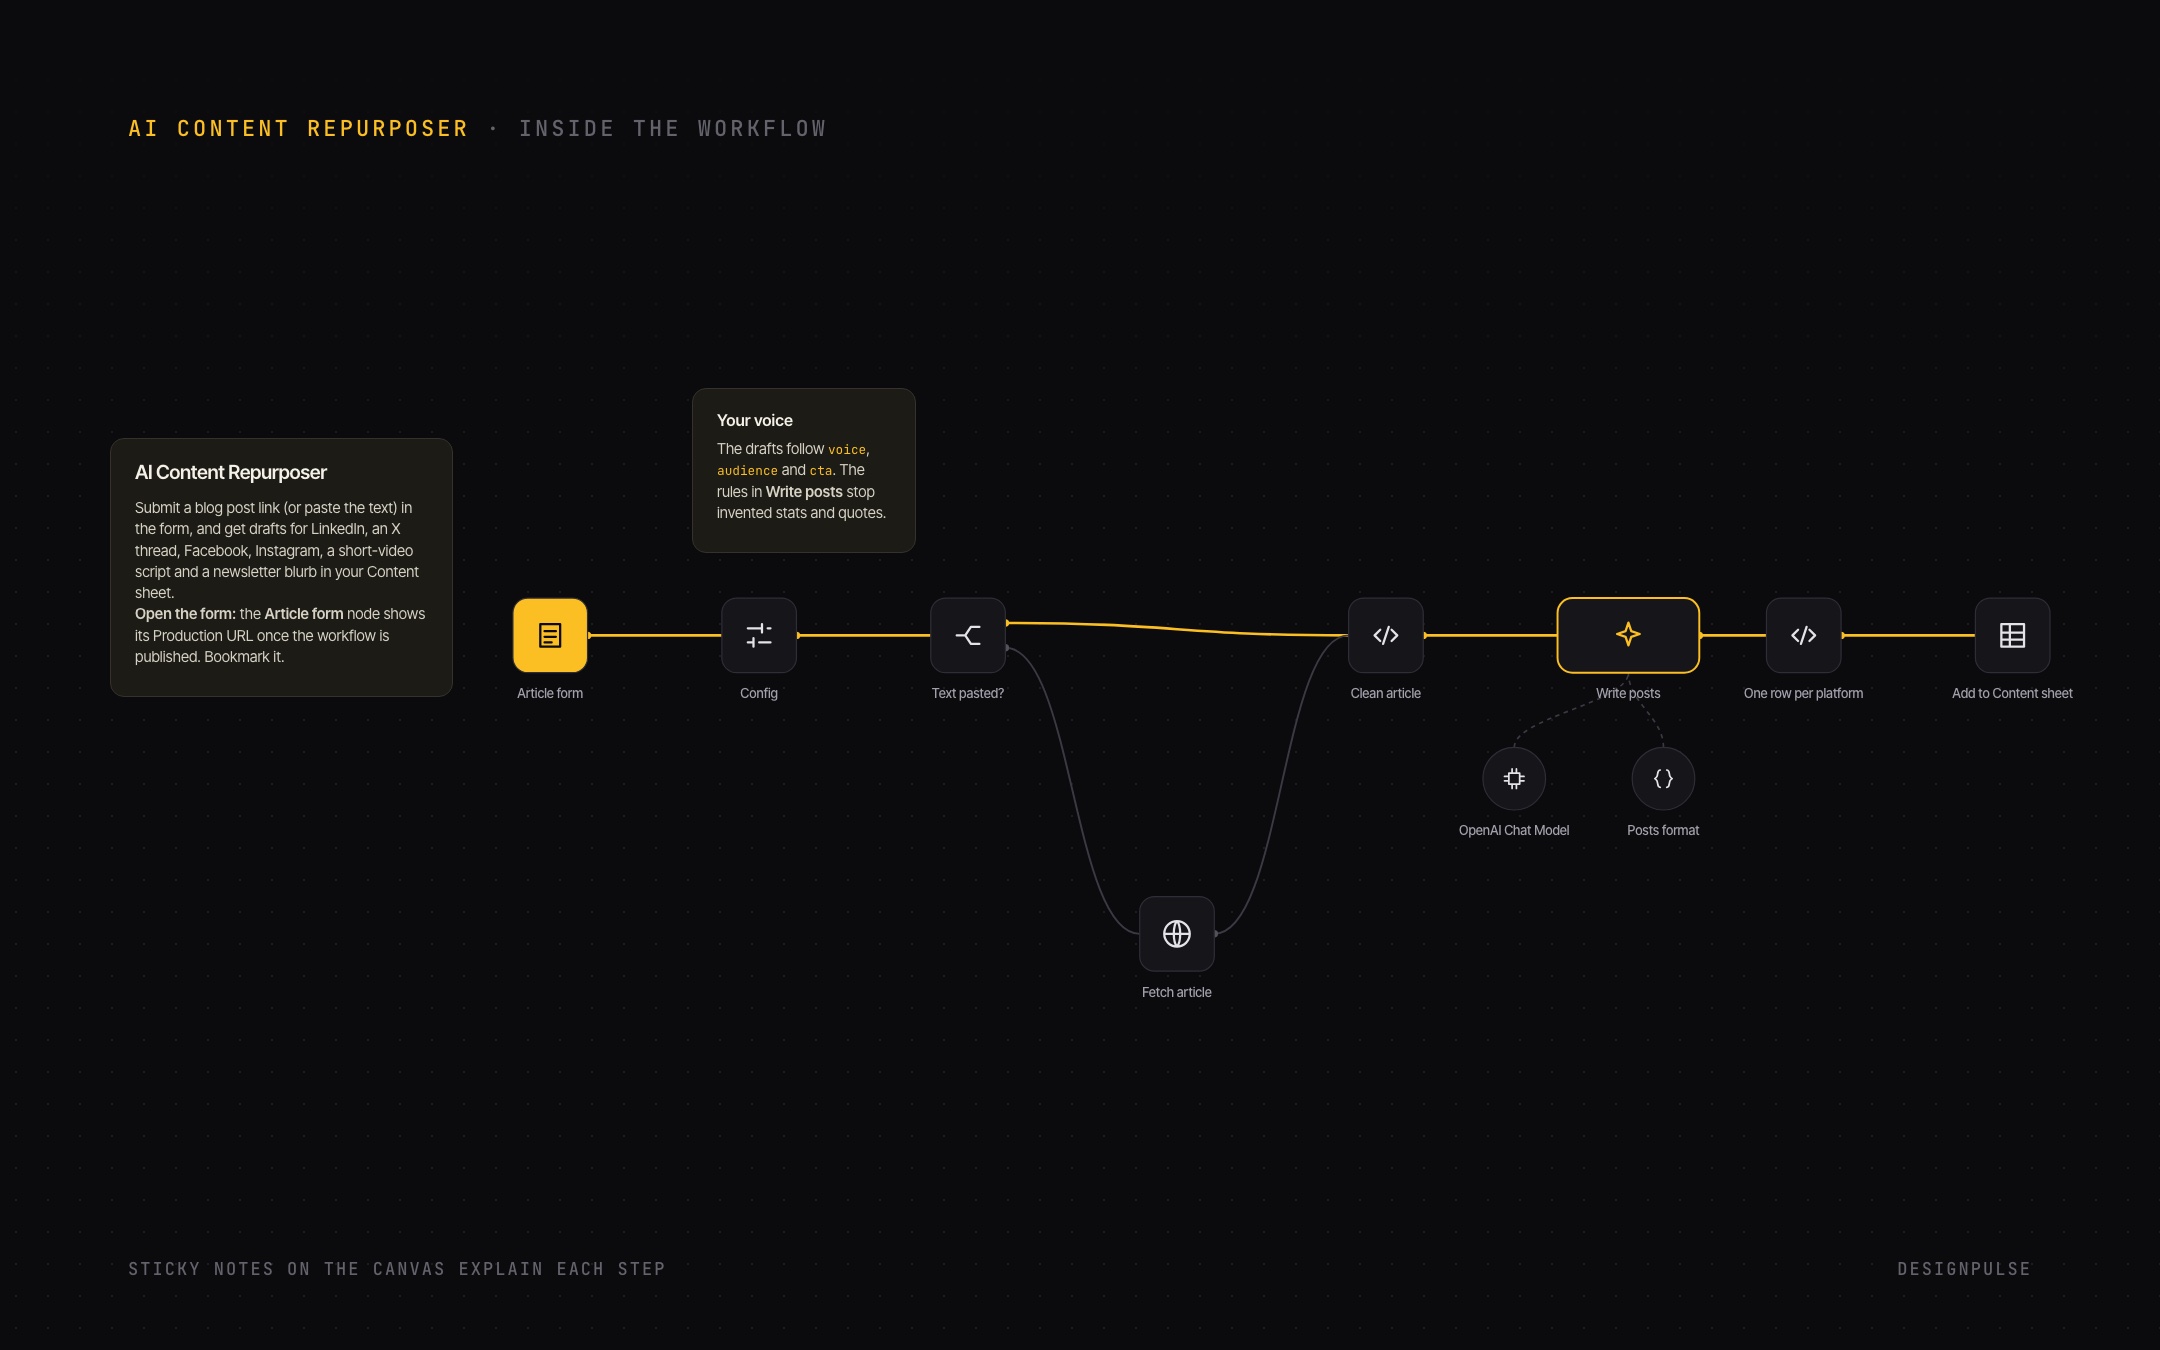 AI CONTENT REPURPOSER · INSIDE THE WORKFLOW
AI Content Repurposer
Submit a blog post link (or paste the text) in
the form, and get drafts for LinkedIn, an X
thread, Facebook, Instagram, a short-video
script and a newsletter blurb in your Content
sheet.
Open the form: the Article form node shows
its Production URL once the workflow is
published. Bookmark it.
Your voice
The drafts follow voice,
audience and cta. The
rules in Write posts stop
invented stats and quotes.
Article form
Config
Text pasted?
Clean article
Write posts
One row per platform
Add to Content sheet
OpenAI Chat Model
Posts format
Fetch article
STICKY NOTES ON THE CANVAS EXPLAIN EACH STEP
DESIGNPULSE